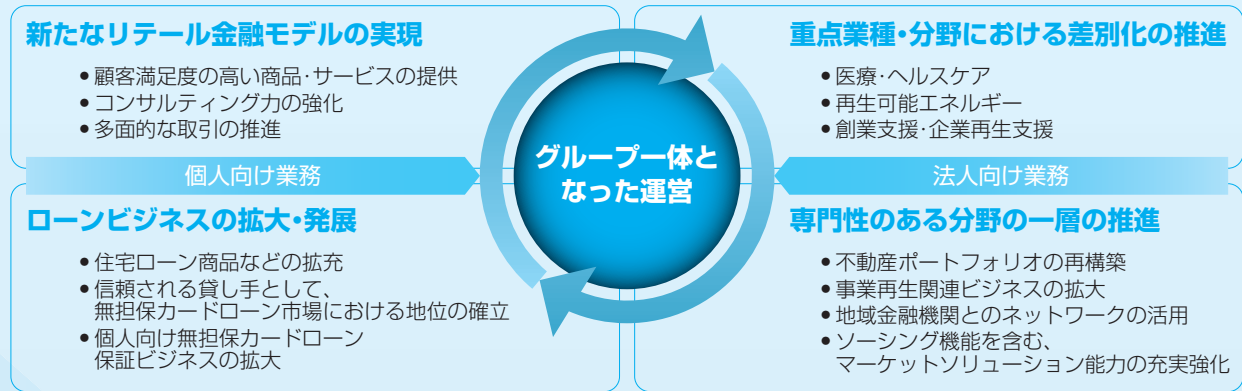 新たなリテール金融モデルの実現
●顧客満足度の高い商品・サービスの提供
●コンサルティング力の強化
●多面的な取引の推進
個人向け業務
ローンビジネスの拡大・発展
●住宅ローン商品などの拡充
●信頼される貸し手として、
無担保カードローン市場における地位の確立
●個人向け無担保カードローン
保証ビジネスの拡大
グループ一体と
なった運営
重点業種・分野における差別化の推進
●医療・ヘルスケア
●再生可能エネルギー
●創業支援・企業再生支援
法人向け業務
専門性のある分野の一層の推進
●不動産ポートフォリオの再構築
●事業再生関連ビジネスの拡大
●地域金融機関とのネットワークの活用
●ソーシング機能を含む、
マーケットソリューション能力の充実強化